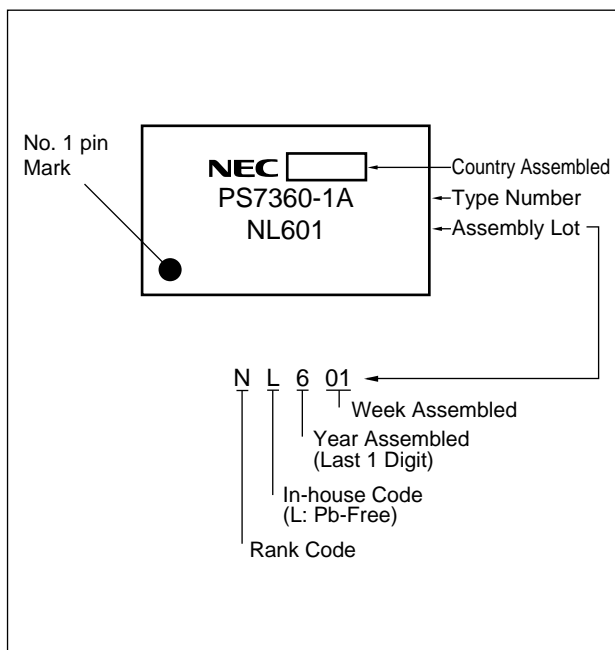 No. 1 pin
Mark
NEC
Country Assembled
PS7360-1A
Type Number
NL601
Assembly Lot
N L 6 01
Week Assembled
Year Assembled
(Last 1 Digit)
In-house Code
(L: Pb-Free)
Rank Code